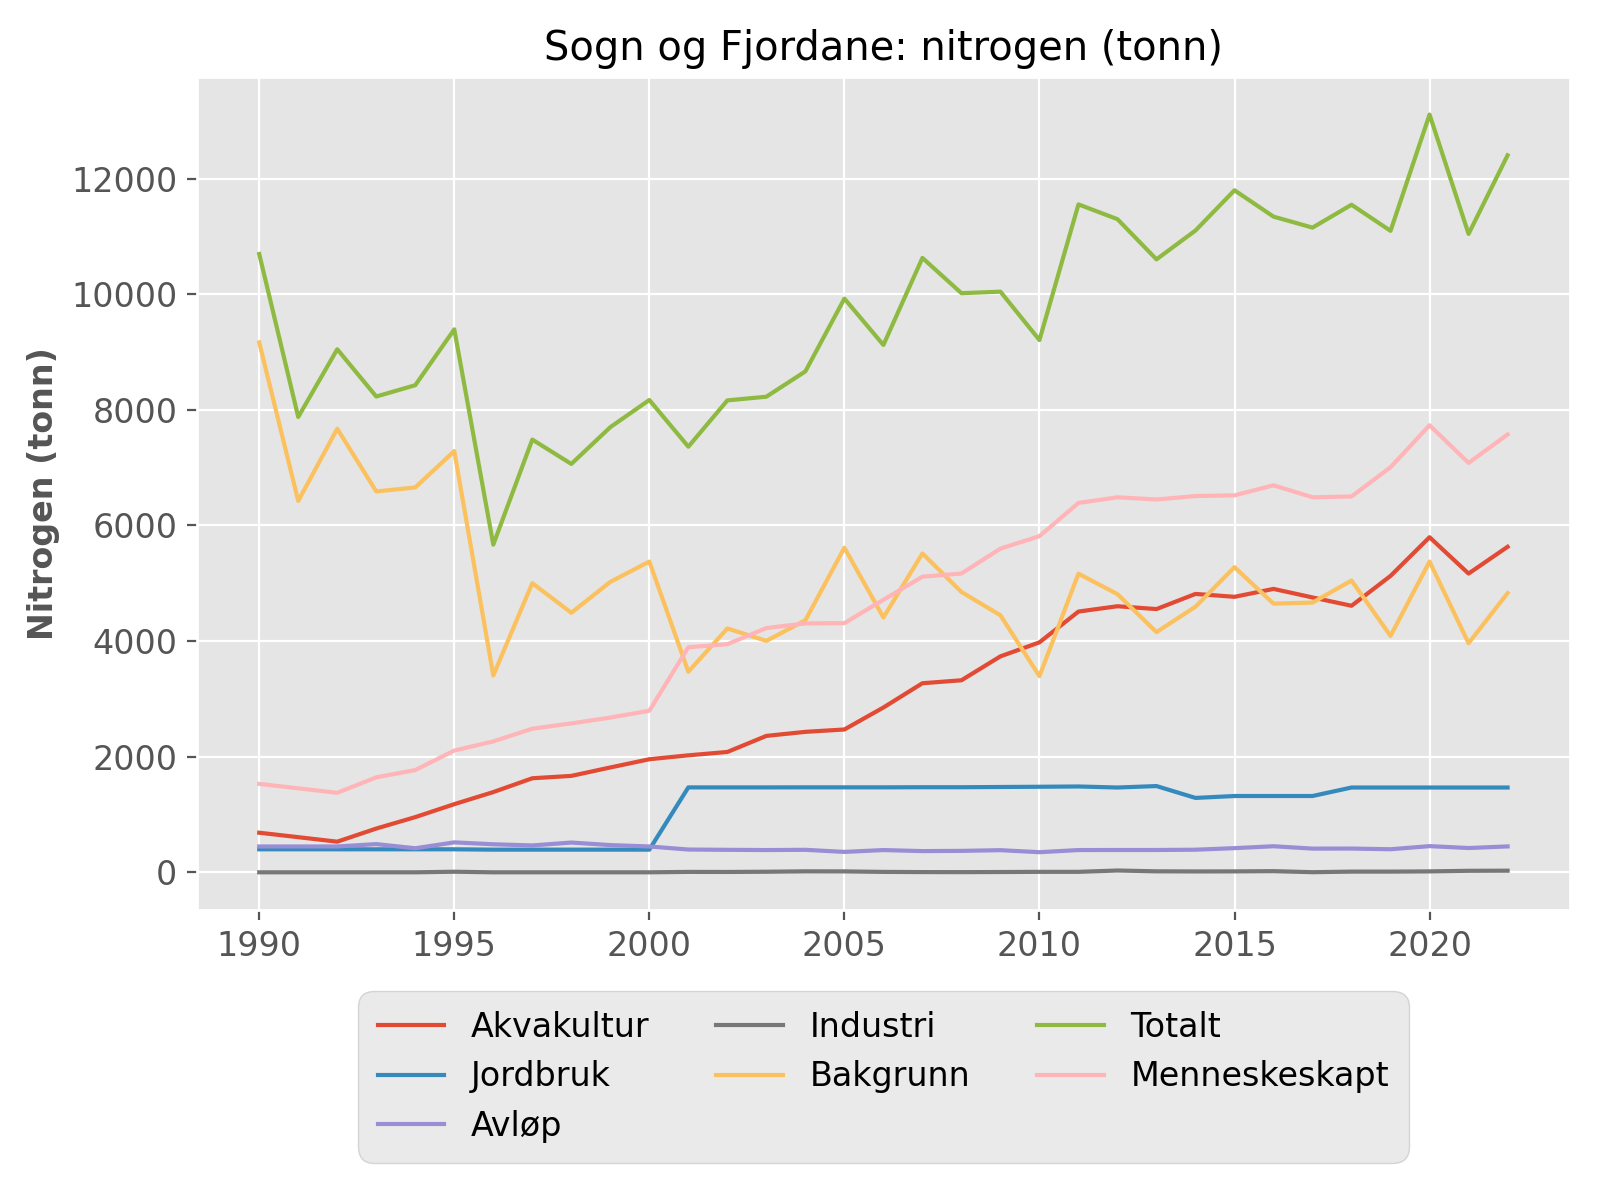 Sogn og Fjordane: nitrogen (tonn)
Nitrogen (tonn)
12000
10000
8000
6000
4000
2000
0
1990 1995 2000 2005 2010 2015 2020
Akvakultur Industri Totalt
Jordbruk Bakgrunn Menneskeskapt
Avløp